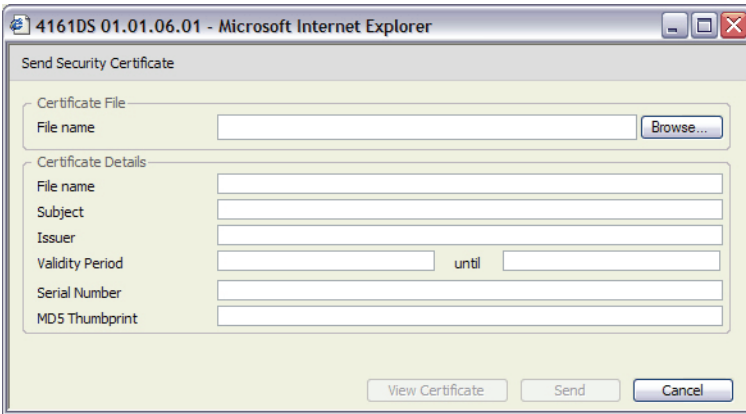 4161DS 01.01.06.01 - Microsoft Internet Explorer
Send Security Certificate
Certificate File
File name Browse...
Certificate Details
File name
Subject
Issuer
Validity Period until
Serial Number
MD5 Thumbprint
View Certificate Send Cancel